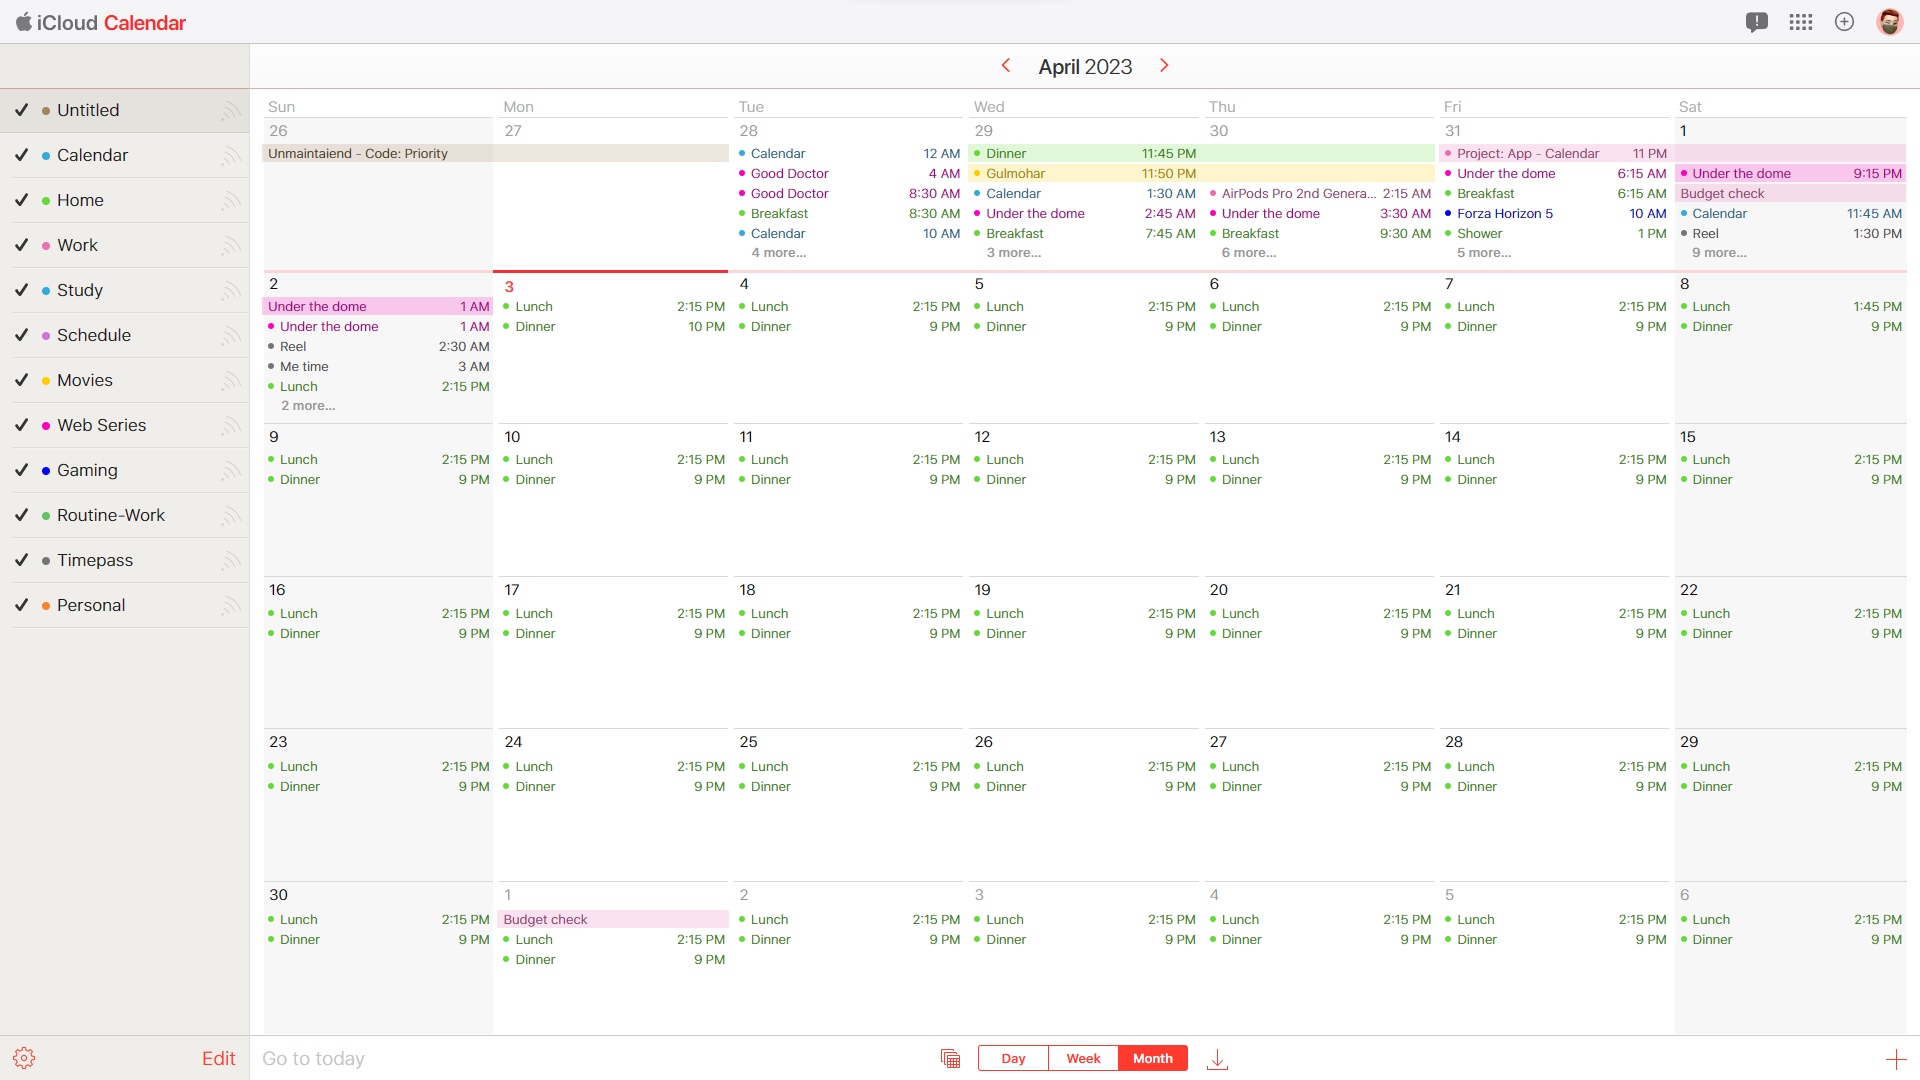 iCloud Calendar
April 2023
Untitled
Calendar
Home
Work
Study
Schedule
Movies
Web Series
Gaming
Routine-Work
Timepass
Personal
Sun Mon Tue Wed Thu Fri Sat
26 27 28 29 30 31 1
Unmaintaiend - Code: Priority Calendar 12 AM Dinner 11:45 PM Project: App - Calendar 11 PM
Good Doctor 4 AM Gulmohar 11:50 PM Under the dome 6:15 AM Under the dome 9:15 PM
Good Doctor 8:30 AM Calendar 1:30 AM AirPods Pro 2nd Genera... 2:15 AM Breakfast 6:15 AM Budget check
Breakfast 8:30 AM Under the dome 2:45 AM Under the dome 3:30 AM Forza Horizon 5 10 AM Calendar 11:45 AM
Calendar 10 AM Breakfast 7:45 AM Breakfast 9:30 AM Shower 1 PM Reel 1:30 PM
4 more... 3 more... 6 more... 5 more... 9 more...
2 3 4 5 6 7 8
Under the dome 1 AM Lunch 2:15 PM Lunch 2:15 PM Lunch 2:15 PM Lunch 2:15 PM Lunch 2:15 PM Lunch 1:45 PM
Under the dome 1 AM Dinner 10 PM Dinner 9 PM Dinner 9 PM Dinner 9 PM Dinner 9 PM Dinner 9 PM
Reel 2:30 AM
Me time 3 AM
Lunch 2:15 PM
2 more...
9 10 11 12 13 14 15
Lunch 2:15 PM Lunch 2:15 PM Lunch 2:15 PM Lunch 2:15 PM Lunch 2:15 PM Lunch 2:15 PM Lunch 2:15 PM
Dinner 9 PM Dinner 9 PM Dinner 9 PM Dinner 9 PM Dinner 9 PM Dinner 9 PM Dinner 9 PM
16 17 18 19 20 21 22
Lunch 2:15 PM Lunch 2:15 PM Lunch 2:15 PM Lunch 2:15 PM Lunch 2:15 PM Lunch 2:15 PM Lunch 2:15 PM
Dinner 9 PM Dinner 9 PM Dinner 9 PM Dinner 9 PM Dinner 9 PM Dinner 9 PM Dinner 9 PM
23 24 25 26 27 28 29
Lunch 2:15 PM Lunch 2:15 PM Lunch 2:15 PM Lunch 2:15 PM Lunch 2:15 PM Lunch 2:15 PM Lunch 2:15 PM
Dinner 9 PM Dinner 9 PM Dinner 9 PM Dinner 9 PM Dinner 9 PM Dinner 9 PM Dinner 9 PM
30 1 2 3 4 5 6
Lunch 2:15 PM Budget check Lunch 2:15 PM Lunch 2:15 PM Lunch 2:15 PM Lunch 2:15 PM Lunch 2:15 PM
Dinner 9 PM Lunch 2:15 PM Dinner 9 PM Dinner 9 PM Dinner 9 PM Dinner 9 PM Dinner 9 PM
Dinner 9 PM
Edit Go to today Day Week Month